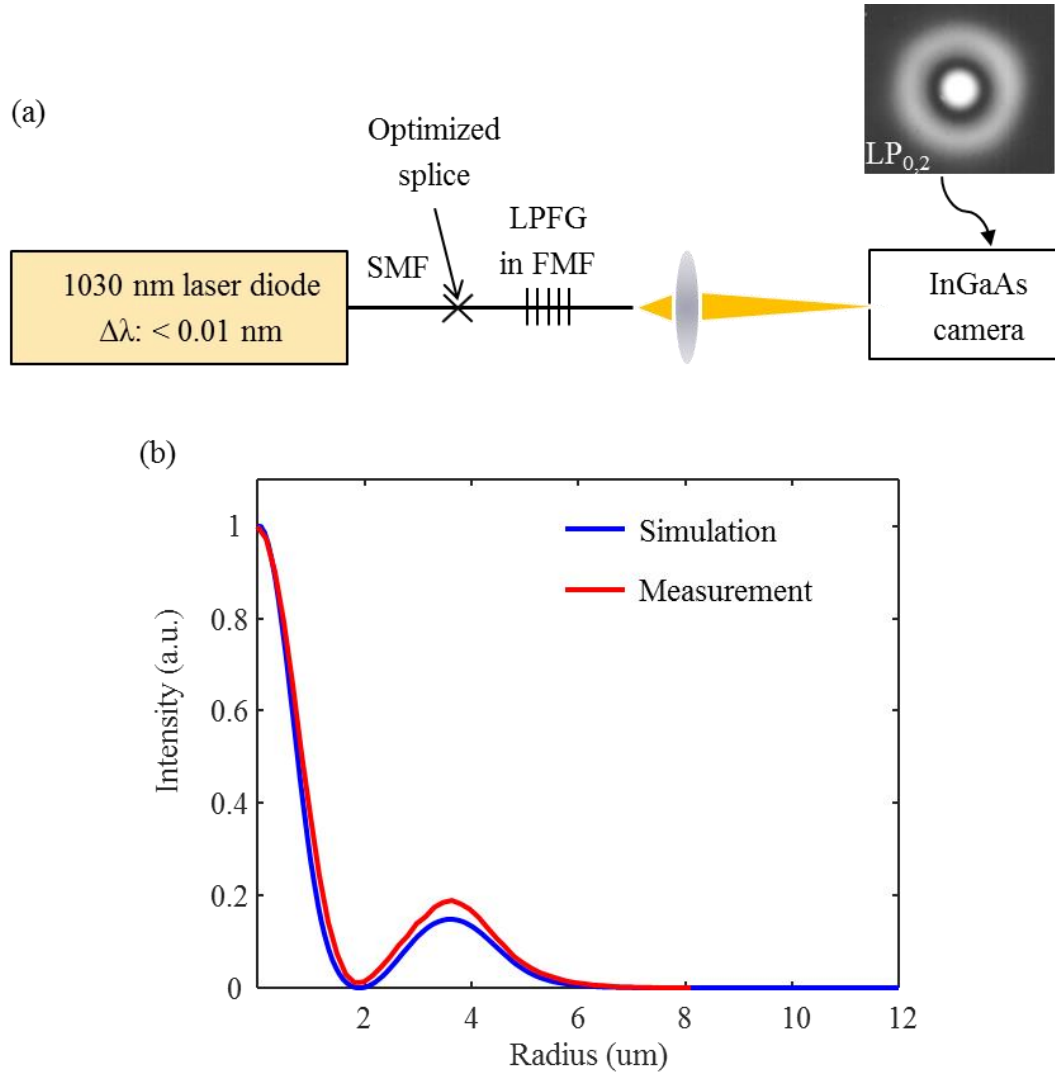 (a)
Optimized
splice
LPFG
in FMF
SMF
1030 nm laser diode
Δλ: < 0.01 nm
LP0,2
InGaAs
camera
(b)
Simulation
Measurement
Intensity (a.u.)
1
0.8
0.6
0.4
0.2
0
2 4 6 8 10 12
Radius (um)